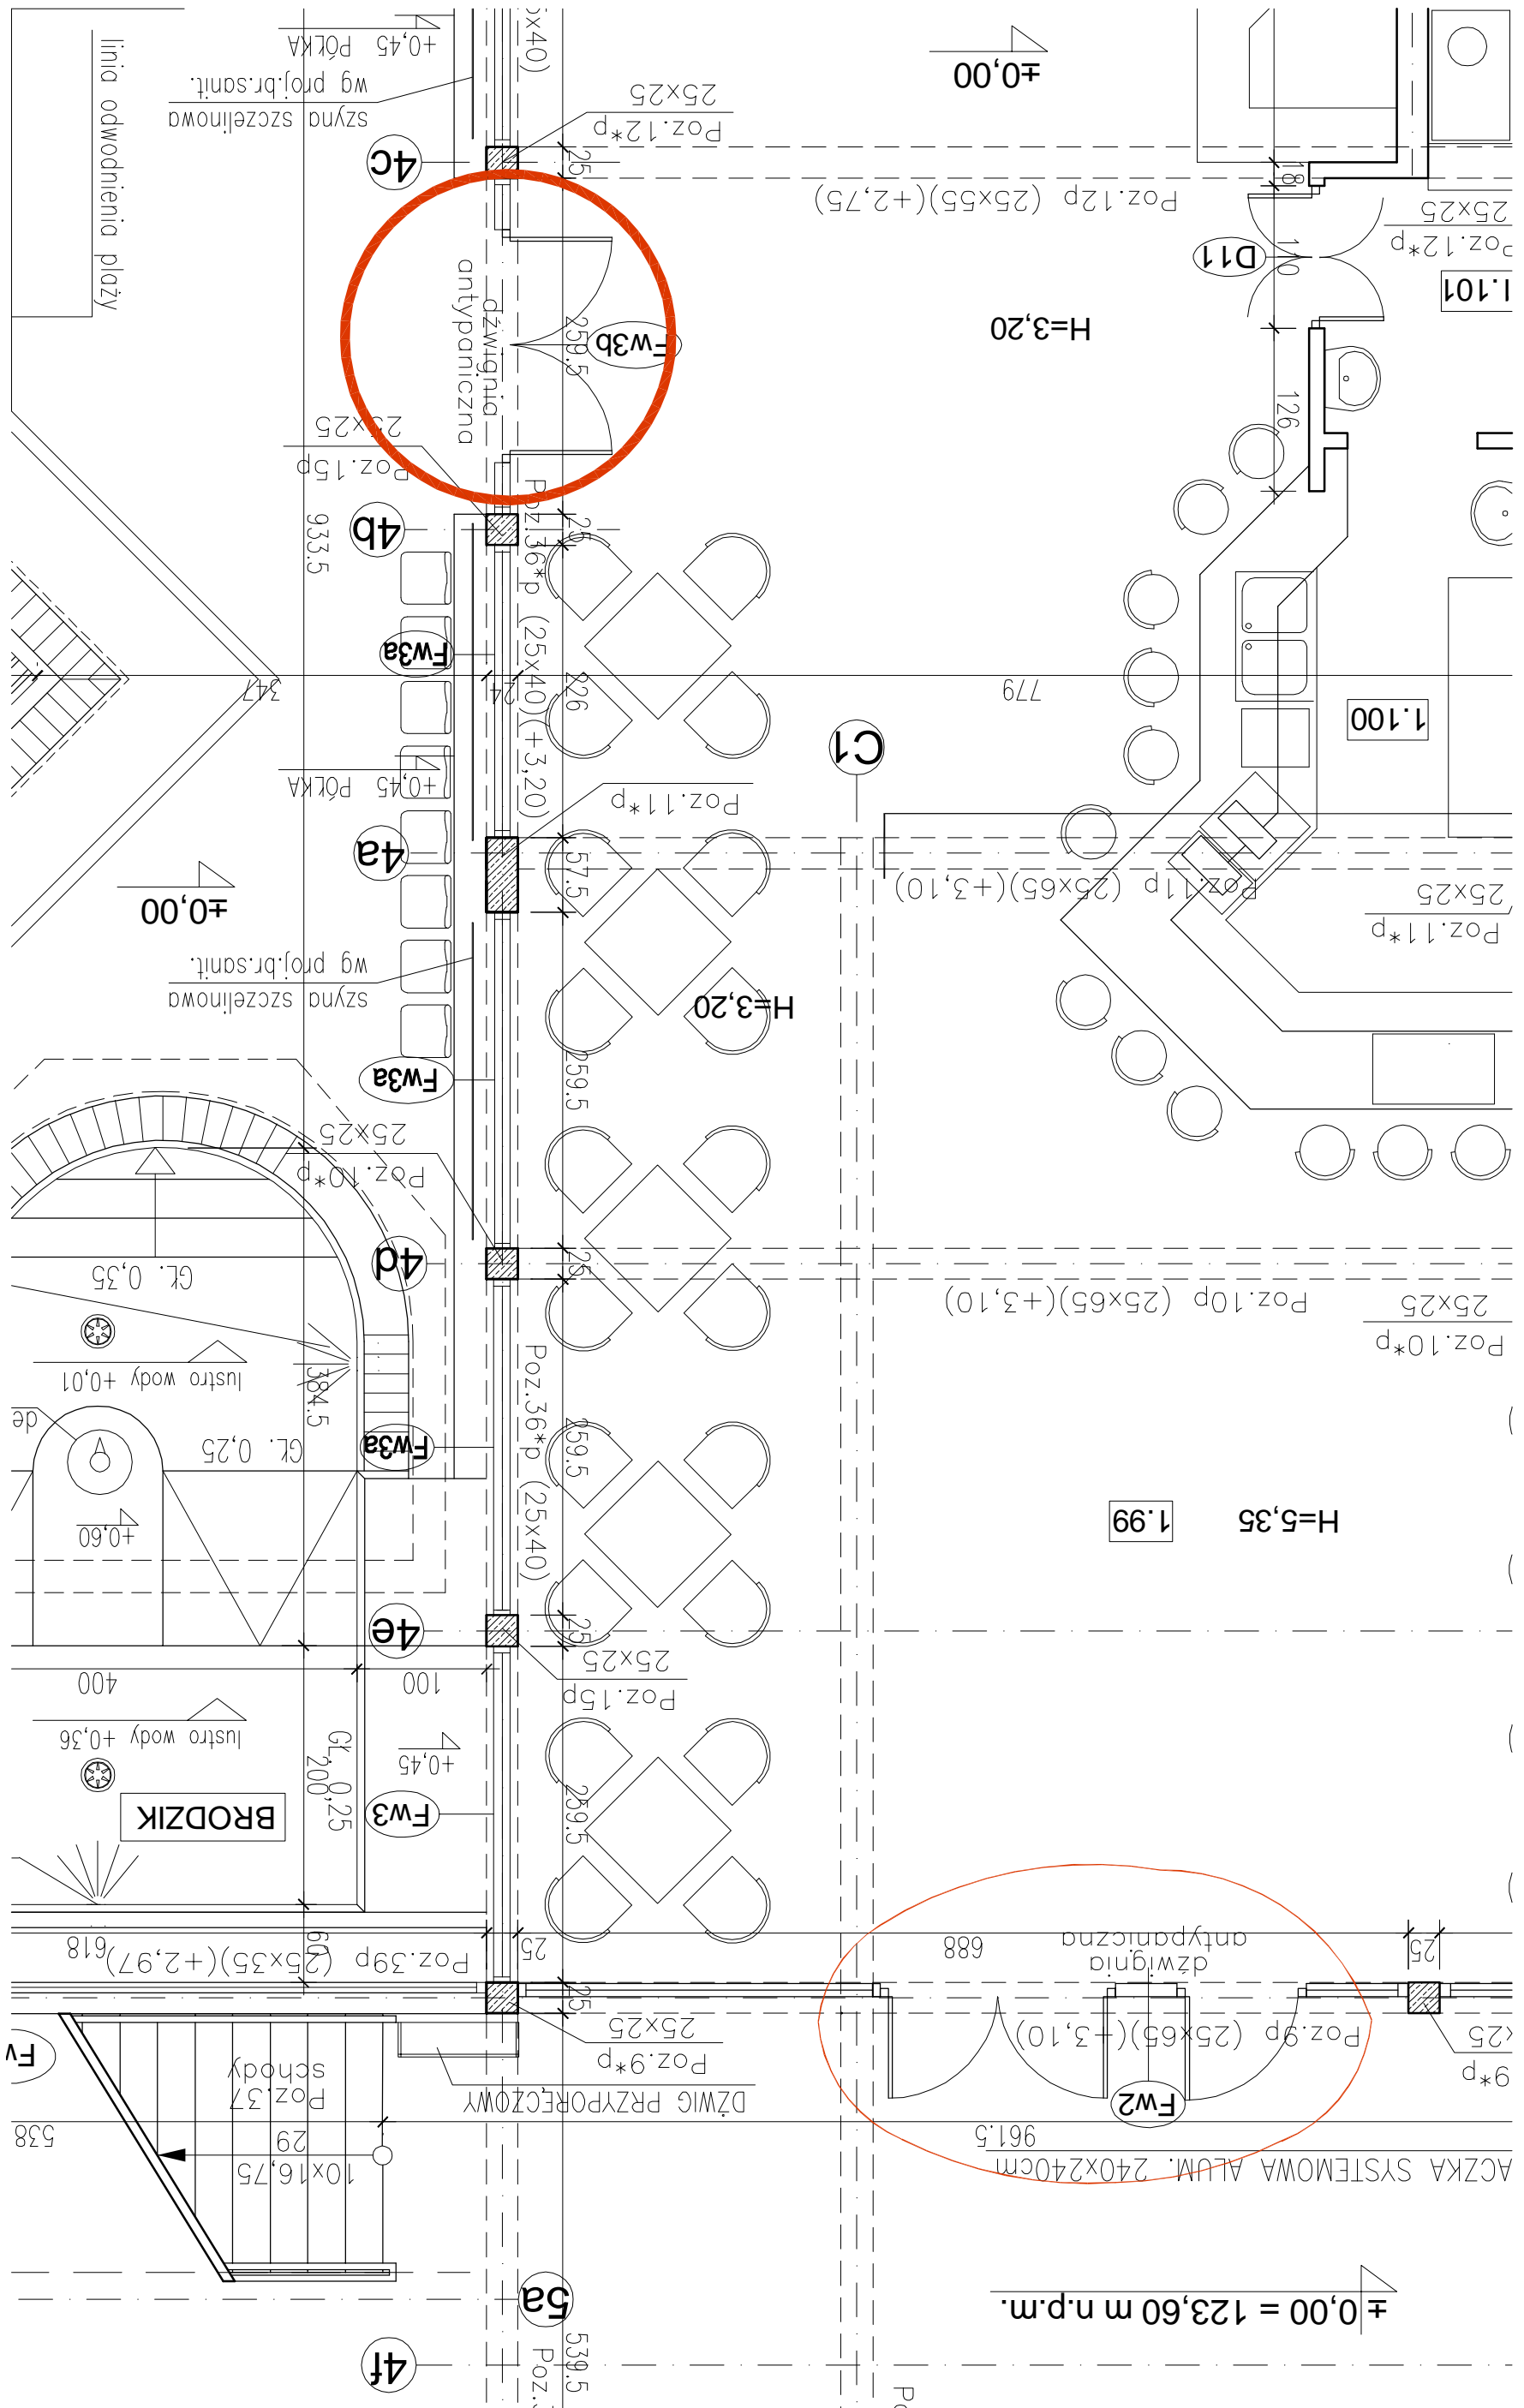 4f
539.5
±0,00 = 123,60 m n.p.m.
5a
ACZKA SYSTEMOWA ALUM. 240x240cm
961.5
10x16,75
29
538
Fw2
DŹWIG PRZYPORĘCZOWY
Poz.37
schody
9*p
Poz.9p (25x65)(+3,10)
Poz.9*p
25x25
25
dźwignia
antypaniczna
25
688
25
Poz.39p (25x35)(+2,97)
618
60
BRODZIK
Fw3
259.5
GŁ. 0,25
200
+0,45
lustro wody +0,36
Poz.15p
25x25
100
400
4e
25
1.99
H=5,35
+0,60
Poz.36*p (25x40)
259.5
Fw3a
GŁ. 0,25
384.5
lustro wody +0,01
Poz.10*p
25x25
Poz.10p (25x65)(+3,10)
GŁ. 0,35
4d
25
Poz.10*p
25x25
Fw3a
259.5
H=3,20
szyna szczelinowa
wg proj.br.sanit.
±0,00
Poz.11*p
25x25
Poz.11p (25x65)(+3,10)
57.5
4a
Poz.11*p
+0,45 PÓŁKA
C1
1.100
779
226
24
347
Fw3a
Poz.36*p (25x40)(+3,20)
933.5
4b
25
Poz.15p
25x25
126
H=3,20
Fw3b
259.5
dźwignia
antypaniczna
1.101
D11
110
Poz.12*p
25x25
Poz.12p (25x55)(+2,75)
18
25
4c
linia odwodnienia plaży
Poz.12*p
25x25
szyna szczelinowa
wg proj.br.sanit.
±0,00
+0,45 PÓŁKA